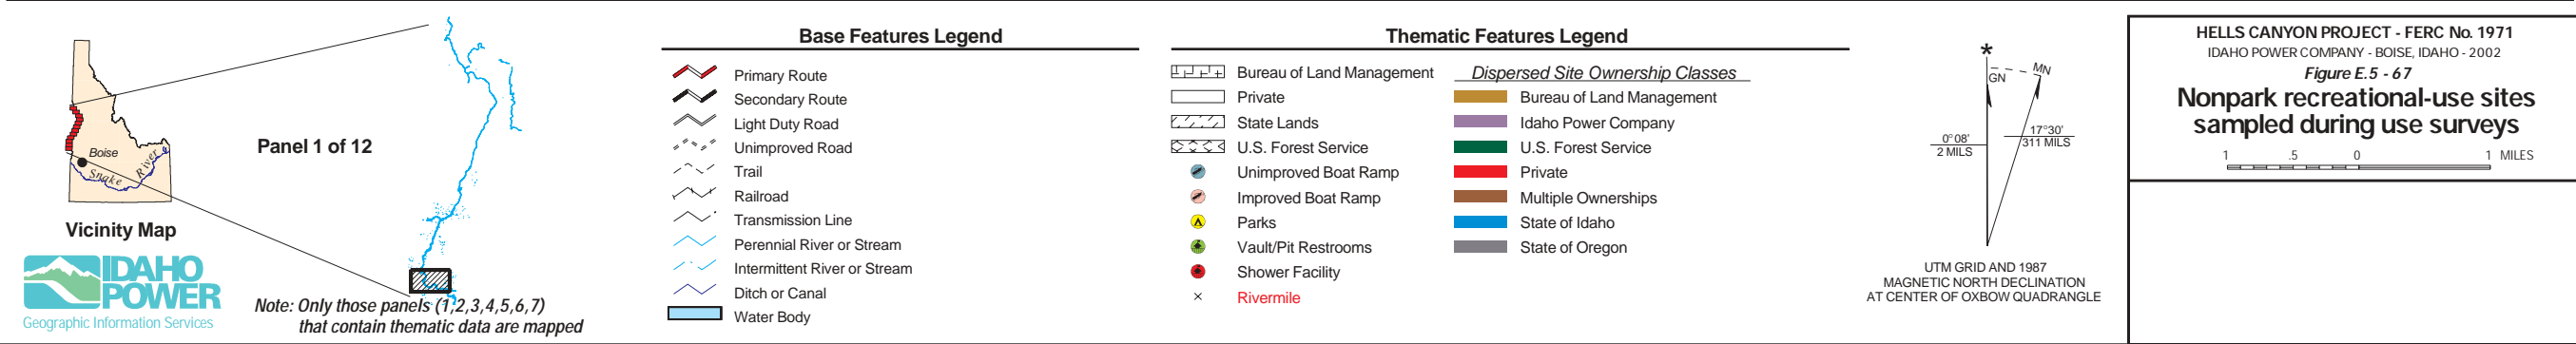 Boise
Snake River
Panel 1 of 12
Vicinity Map
IDAHO
POWER
Geographic Information Services
Note: Only those panels (1,2,3,4,5,6,7)
that contain thematic data are mapped
Base Features Legend
Primary Route
Secondary Route
Light Duty Road
Unimproved Road
Trail
Railroad
Transmission Line
Perennial River or Stream
Intermittent River or Stream
Ditch or Canal
Water Body
Thematic Features Legend
Bureau of Land Management
Private
State Lands
U.S. Forest Service
Unimproved Boat Ramp
Improved Boat Ramp
Parks
Vault/Pit Restrooms
Shower Facility
Rivermile
Dispersed Site Ownership Classes
Bureau of Land Management
Idaho Power Company
U.S. Forest Service
Private
Multiple Ownerships
State of Idaho
State of Oregon
*
GN
MN
0°08'
2 MILS
17°30'
311 MILS
UTM GRID AND 1987
MAGNETIC NORTH DECLINATION
AT CENTER OF OXBOW QUADRANGLE
HELLS CANYON PROJECT - FERC No. 1971
IDAHO POWER COMPANY - BOISE, IDAHO - 2002
Figure E.5 - 67
Nonpark recreational-use sites
sampled during use surveys
1 .5 0 1 MILES